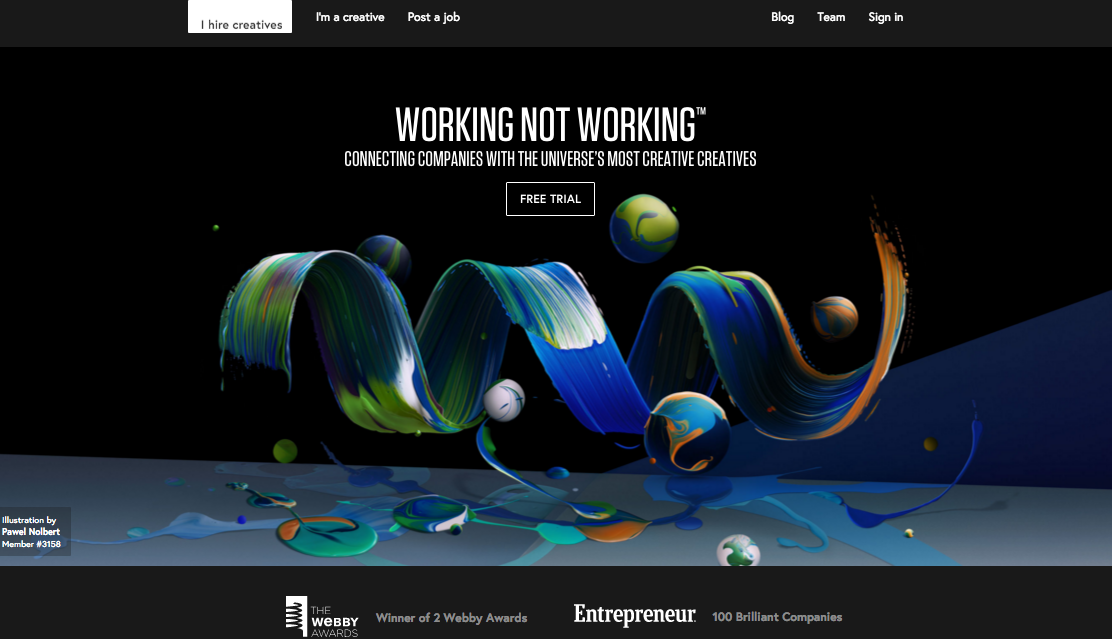 I hire creatives
I'm a creative
Post a job
Blog
Team
Sign in
WORKING NOT WORKING™
CONNECTING COMPANIES WITH THE UNIVERSE'S MOST CREATIVE CREATIVES
FREE TRIAL
Illustration by
Pawel Nolbert
Member #3158
THE
WEBBY
AWARDS
Winner of 2 Webby Awards
Entrepreneur.
100 Brilliant Companies